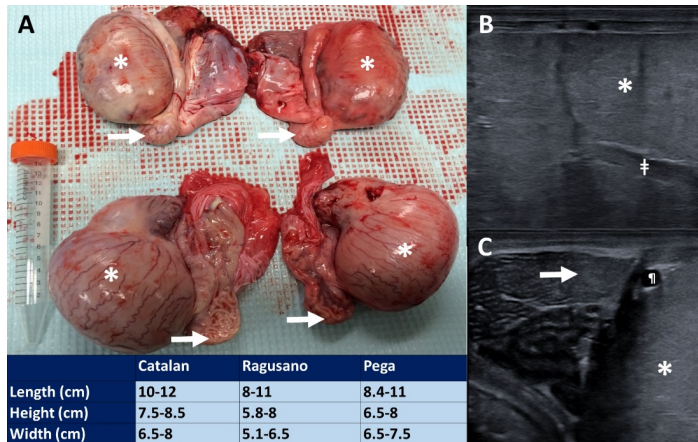 A
B
*
*
*
ǂ
*
*
C
¶
*
Catalan Ragusano Pega
Length (cm) 10-12 8-11 8.4-11
Height (cm) 7.5-8.5 5.8-8 6.5-8
Width (cm) 6.5-8 5.1-6.5 6.5-7.5